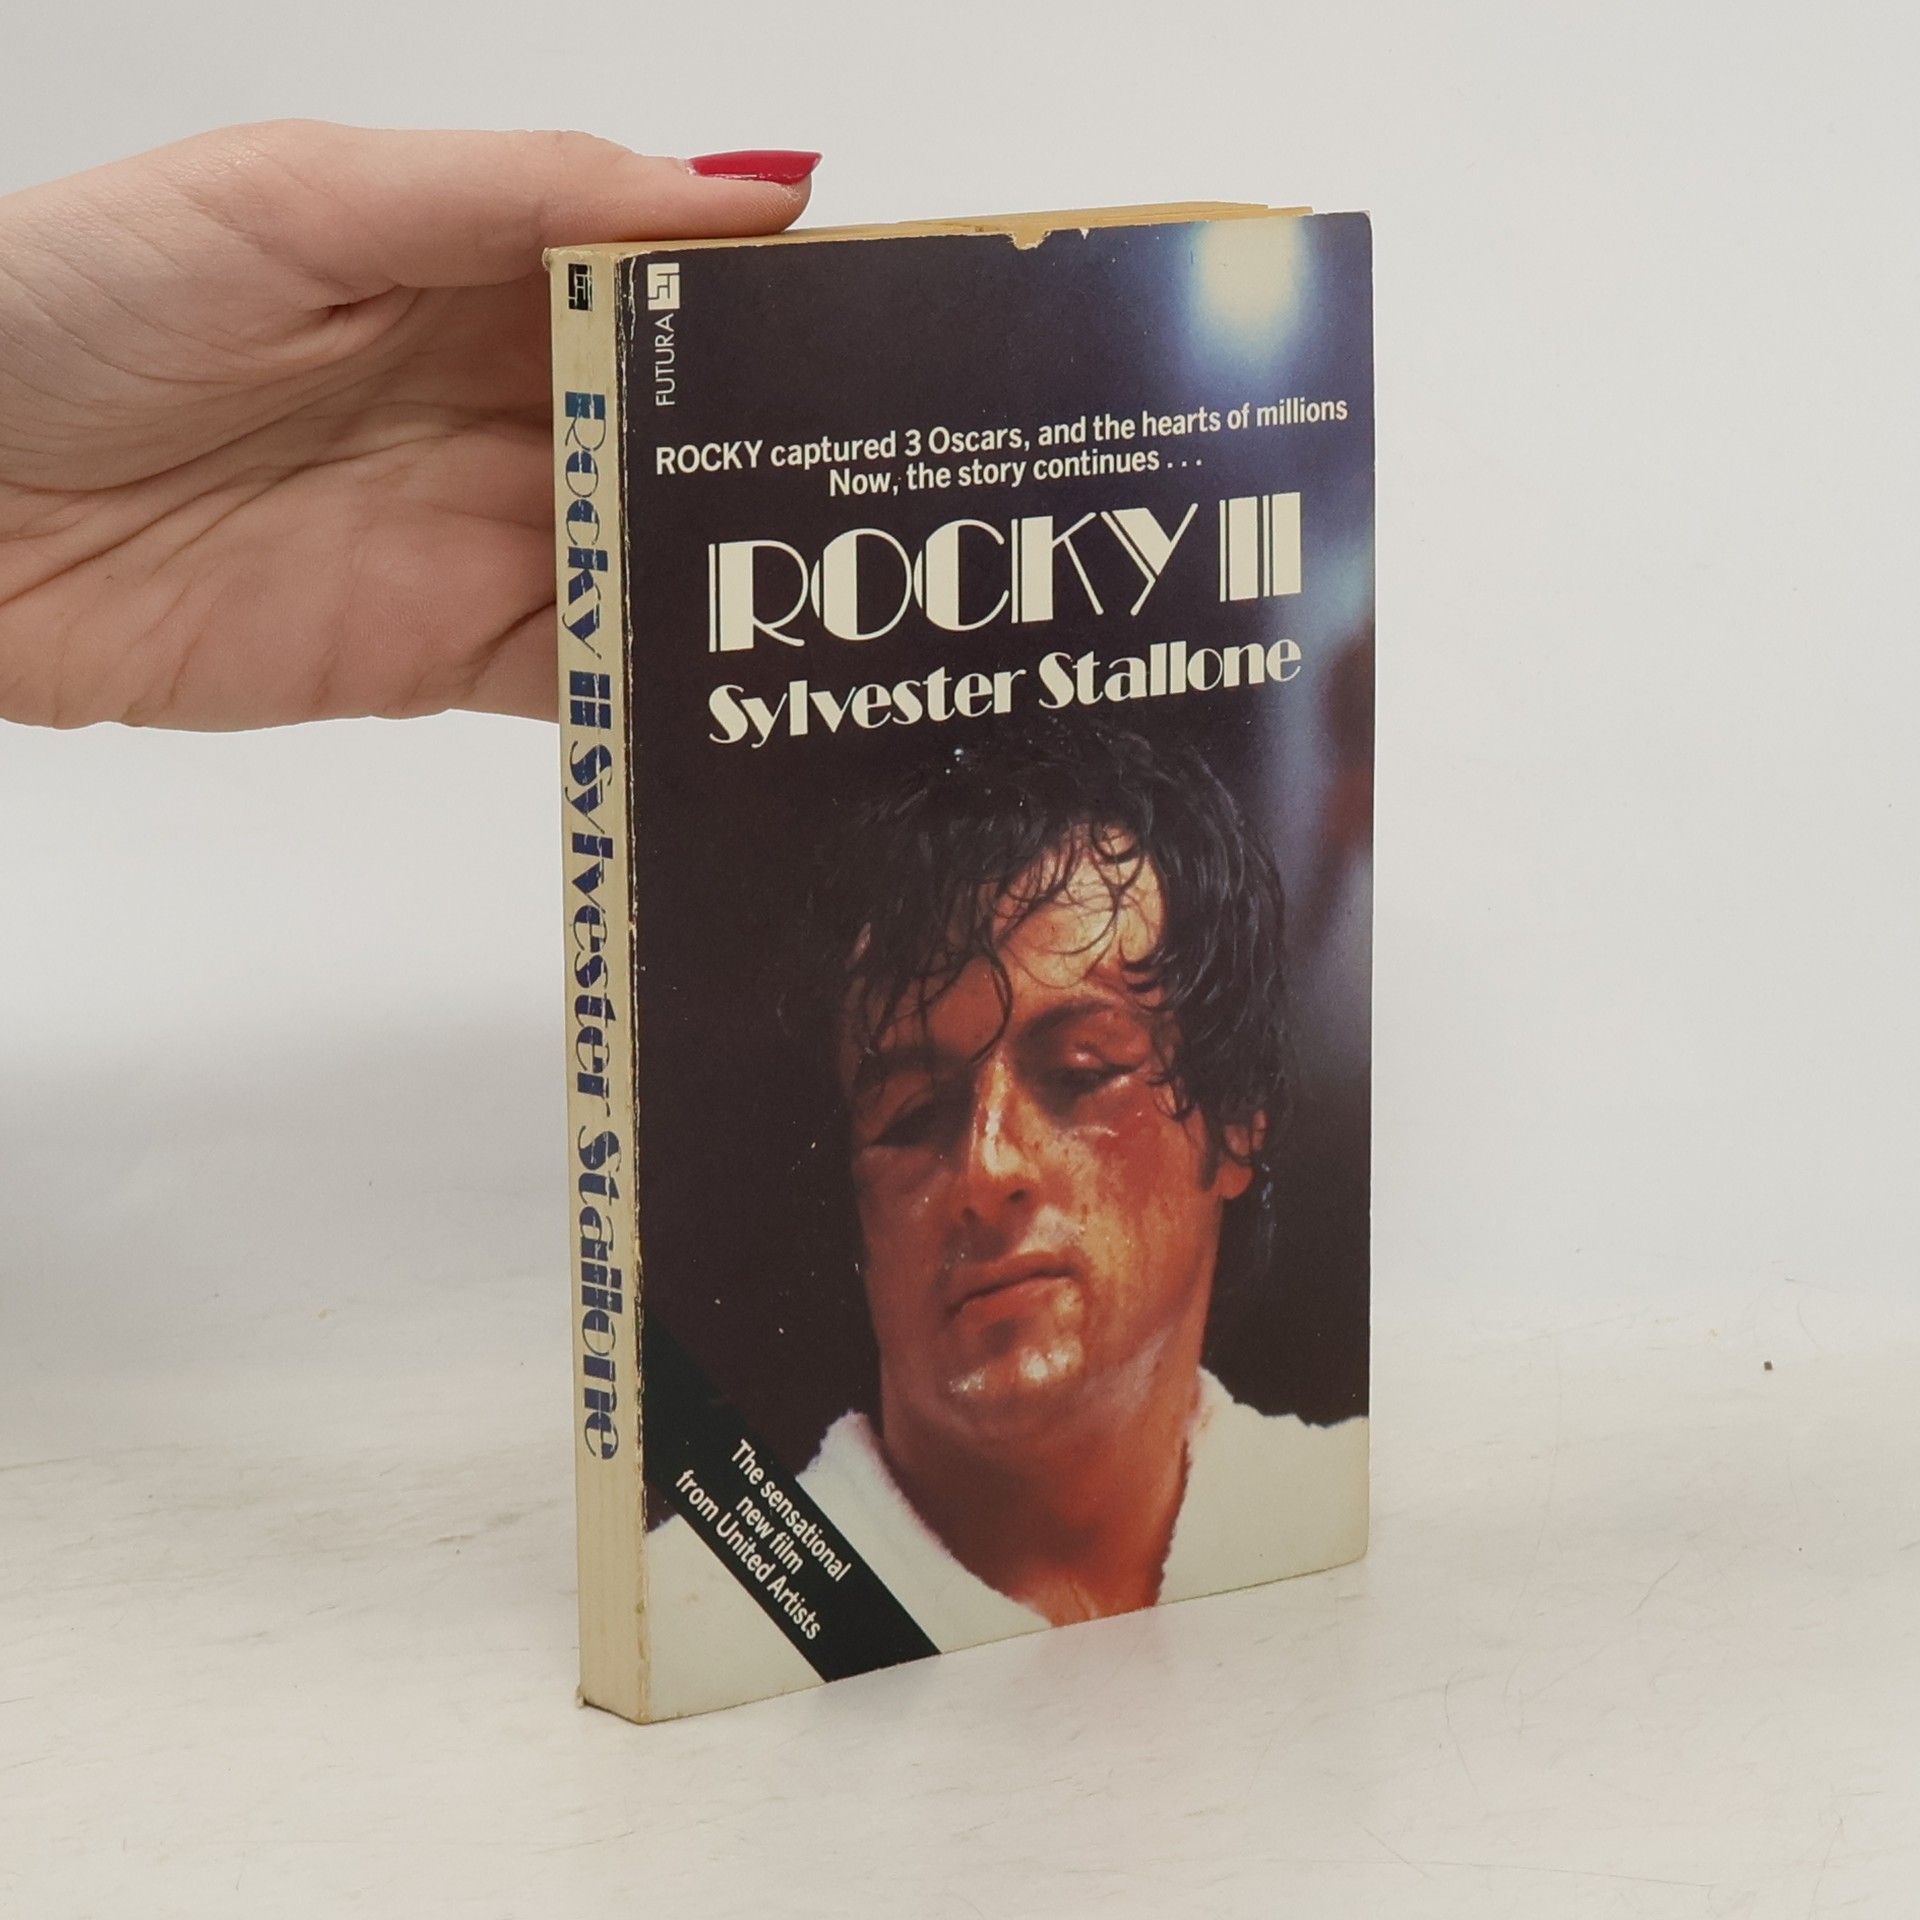 FUTURA
ROCKY captured 3 Oscars, and the hearts of millions
Now, the story continues...
ROCKY II
Sylvester Stallone
The sensational
new film
from United Artists
Rocky II Sylvester Stallone